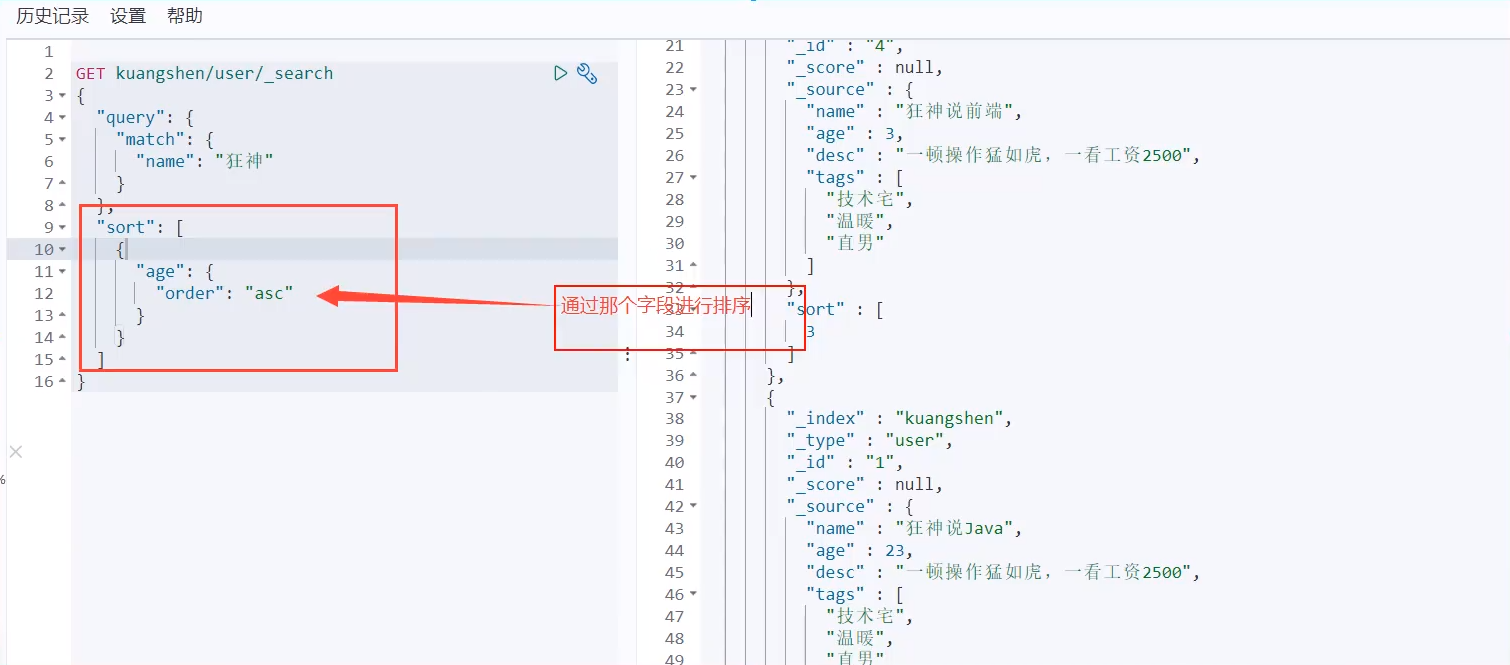 历史记录 设置 帮助
1
2 GET kuangshen/user/_search
3 {
4 "query": {
5 "match": {
6 "name": "狂神"
7 }
8 },
9 "sort": [
10 {
11 "age": {
12 "order": "asc"
13 }
14 }
15 ]
16 }
%
通过那个字段进行排序
21 "_id" : "4",
22 "_score" : null,
23 "_source" : {
24 "name" : "狂神说前端",
25 "age" : 3,
26 "desc" : "一顿操作猛如虎，一看工资2500",
27 "tags" : [
28 "技术宅",
29 "温暖",
30 "直男"
31 ]
32 },
33 "sort" : [
34 3
35 ]
36 },
37 {
38 "_index" : "kuangshen",
39 "_type" : "user",
40 "_id" : "1",
41 "_score" : null,
42 "_source" : {
43 "name" : "狂神说Java",
44 "age" : 23,
45 "desc" : "一顿操作猛如虎，一看工资2500",
46 "tags" : [
47 "技术宅",
48 "温暖",
49 "直男"